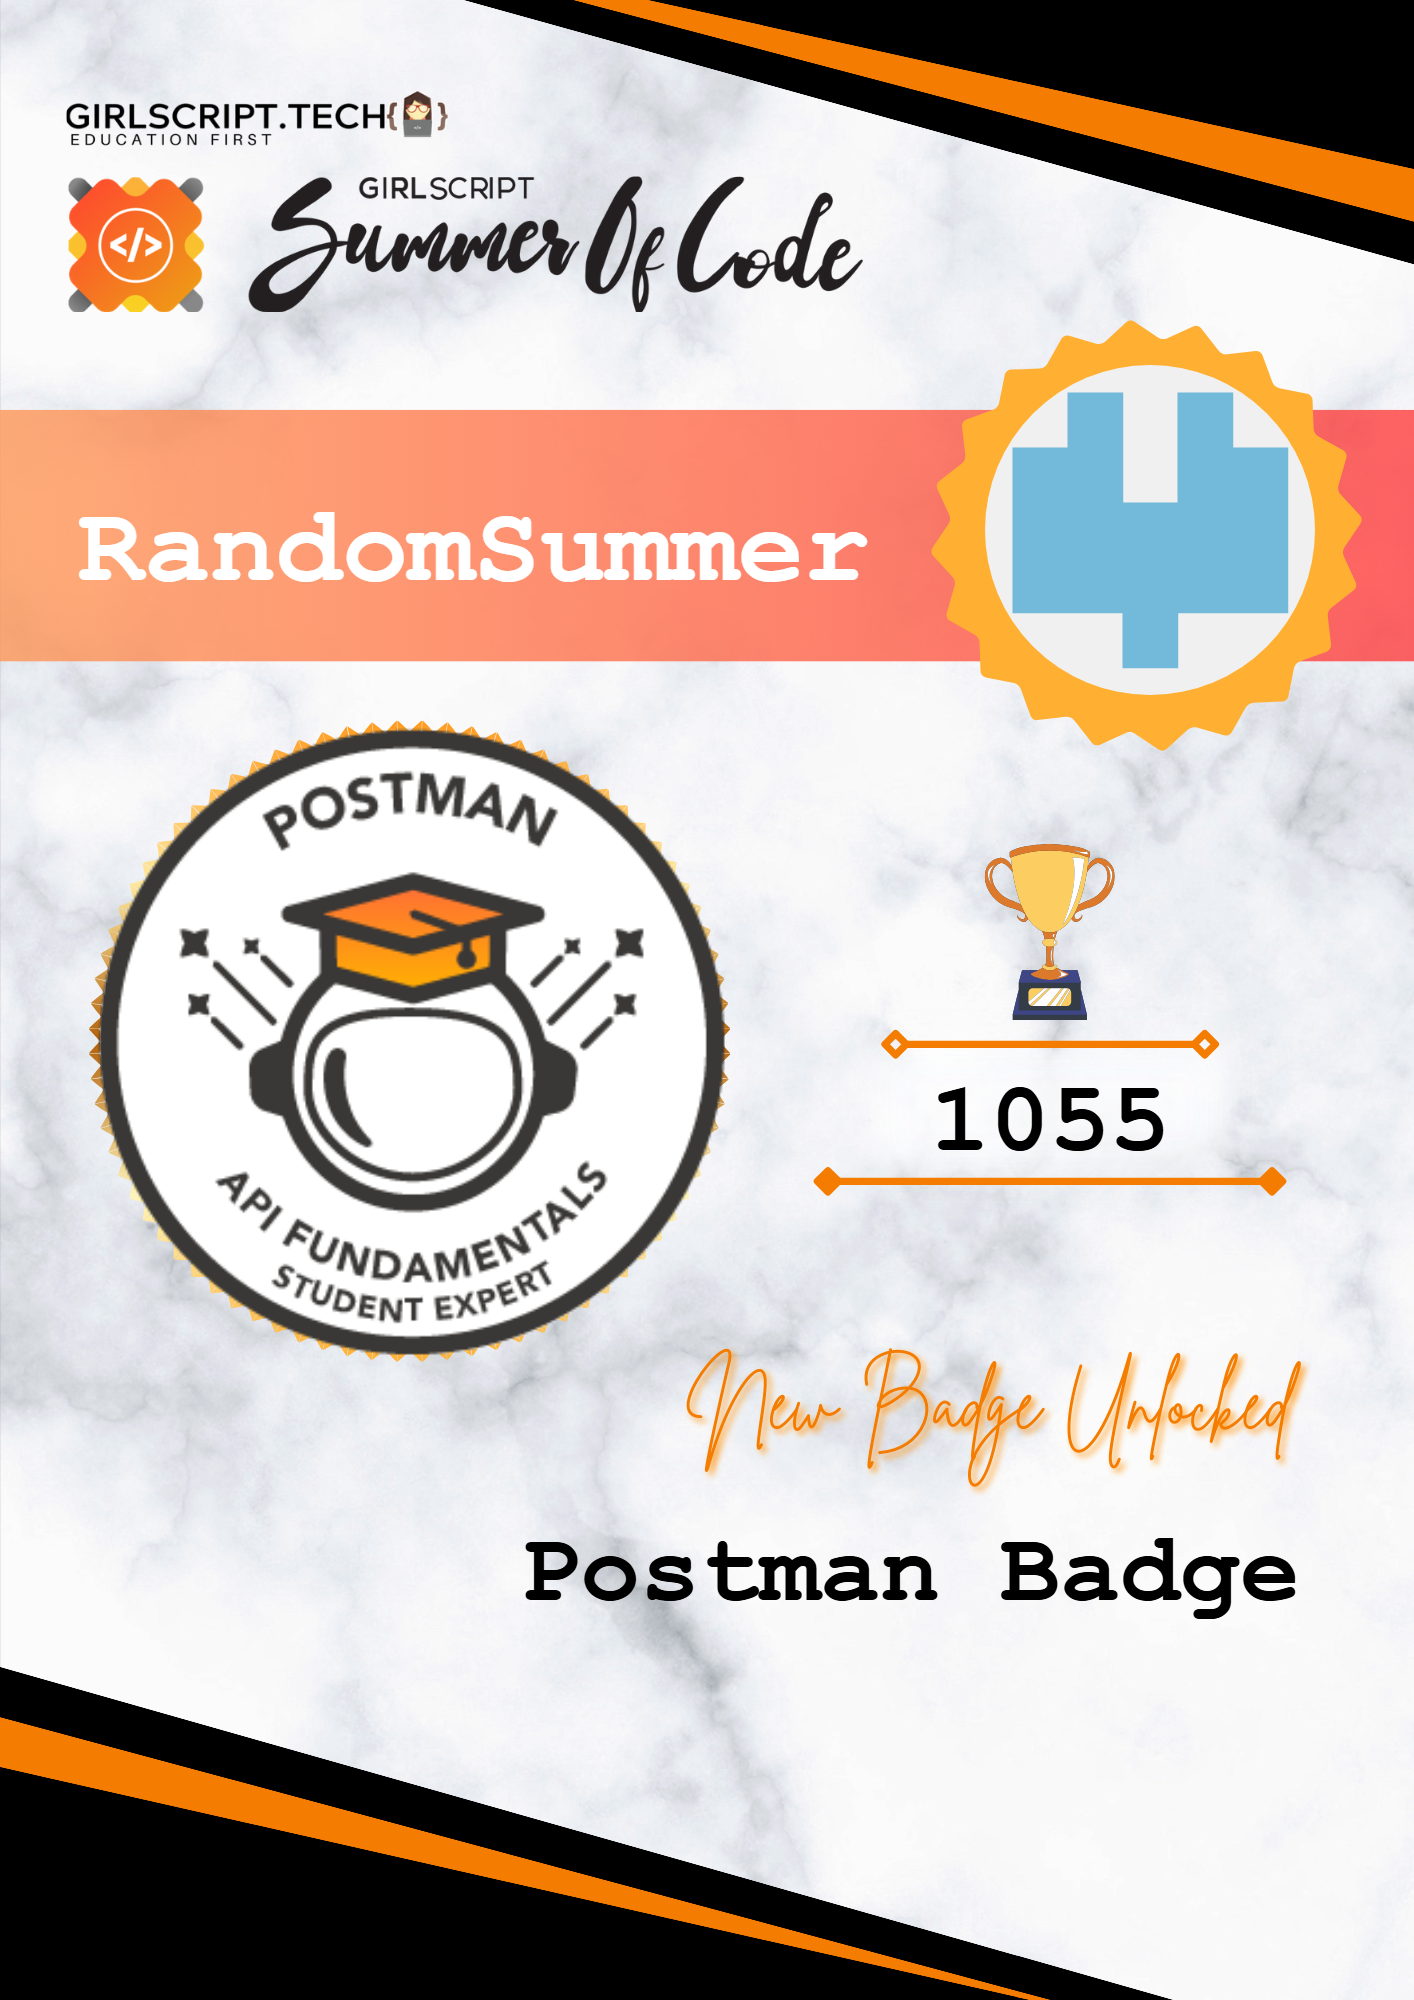 GIRLSCRIPT.TECH{ }
EDUCATION FIRST
</>
GIRLSCRIPT
Summer Of Code
RandomSummer
POSTMAN
API FUNDAMENTALS
STUDENT EXPERT
1055
New Badge Unlocked
Postman Badge